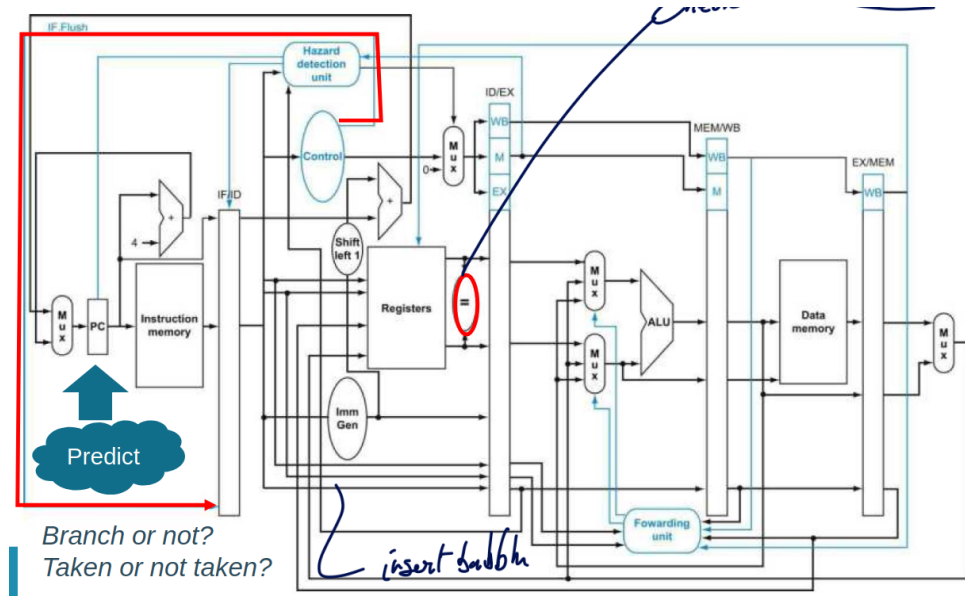 IF.Flush
Hazard
detection
unit
ID/EX
WB
MEM/WB
Control
M
u
x
0
M
WB
EX/MEM
EX
M
WB
IF/ID
+
+
4
Shift
left 1
M
u
x
PC
Instruction
memory
Registers
=
M
u
x
ALU
Data
memory
M
u
x
M
u
x
Imm
Gen
Predict
Fowarding
unit
Branch or not?
Taken or not taken?
insert